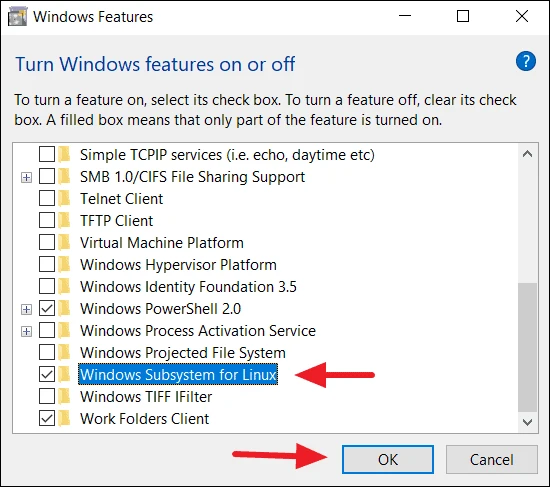 Windows Features
Turn Windows features on or off
?
To turn a feature on, select its check box. To turn a feature off, clear its check
box. A filled box means that only part of the feature is turned on.
Simple TCPIP services (i.e. echo, daytime etc)
SMB 1.0/CIFS File Sharing Support
Telnet Client
TFTP Client
Virtual Machine Platform
Windows Hypervisor Platform
Windows Identity Foundation 3.5
Windows PowerShell 2.0
Windows Process Activation Service
Windows Projected File System
Windows Subsystem for Linux
Windows TIFF IFilter
Work Folders Client
OK
Cancel